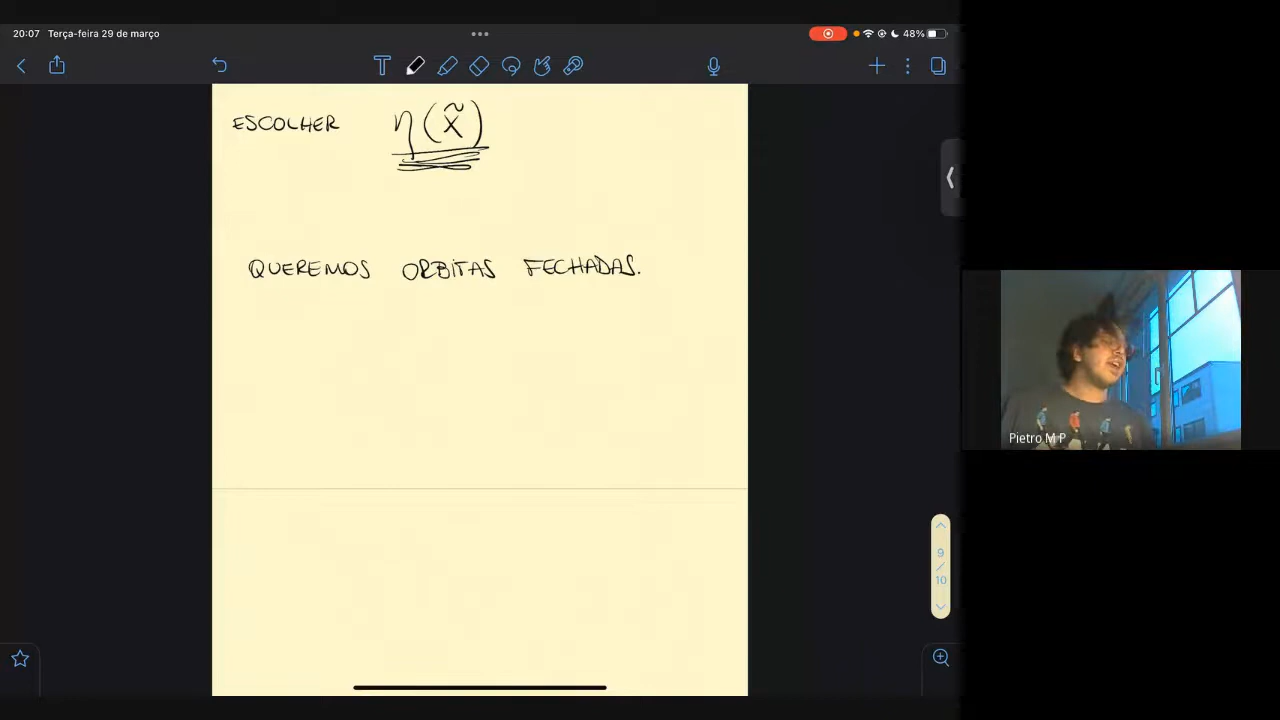 20:07 Terça-feira 29 de março
48%
T
ESCOLHER η(x̃)
QUEREMOS ORBITAS FECHADAS.
Pietro M P
9
/
10